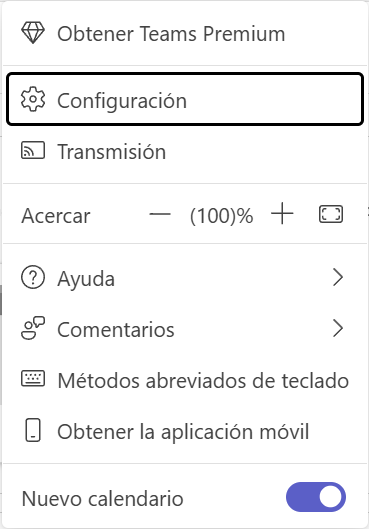 Obtener Teams Premium
Configuración
Transmisión
Acercar — (100)% +
Ayuda
Comentarios
Métodos abreviados de teclado
Obtener la aplicación móvil
Nuevo calendario